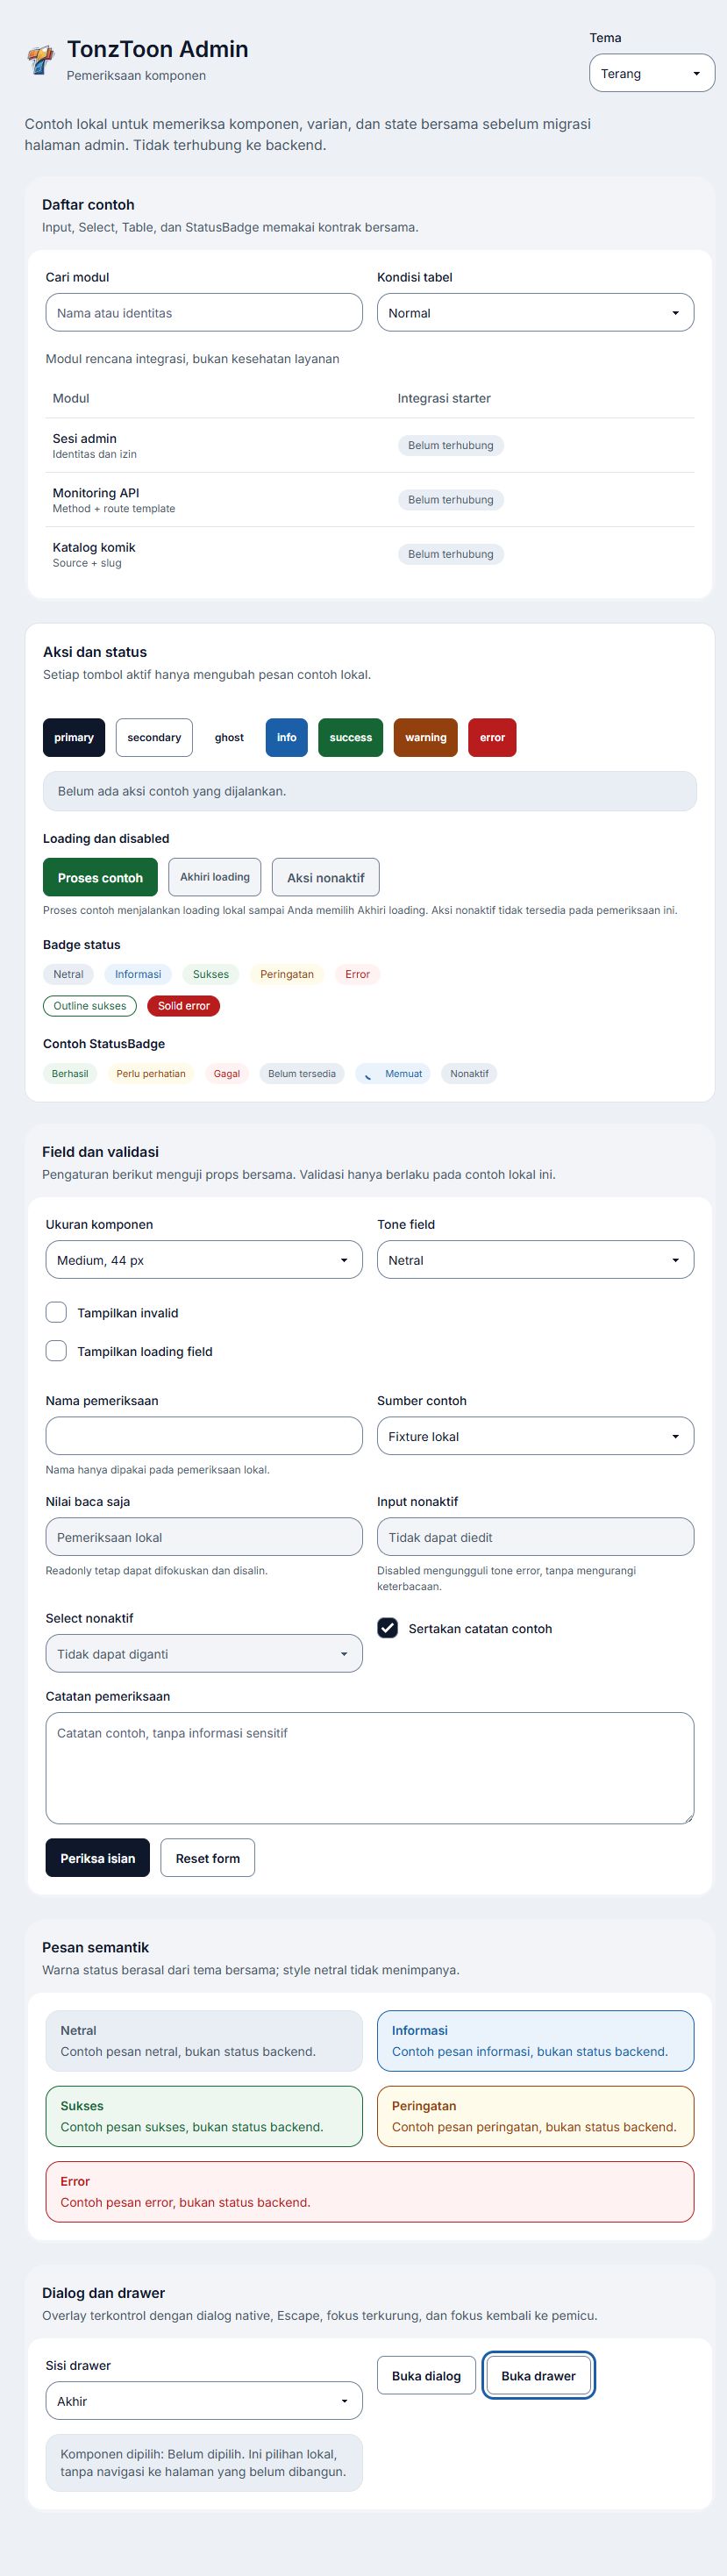 TonzToon Admin
Pemeriksaan komponen
Tema
Terang
Contoh lokal untuk memeriksa komponen, varian, dan state bersama sebelum migrasi
halaman admin. Tidak terhubung ke backend.
Daftar contoh
Input, Select, Table, dan StatusBadge memakai kontrak bersama.
Cari modul
Kondisi tabel
Nama atau identitas
Normal
Modul rencana integrasi, bukan kesehatan layanan
Modul
Integrasi starter
Sesi admin
Identitas dan izin
Belum terhubung
Monitoring API
Method + route template
Belum terhubung
Katalog komik
Source + slug
Belum terhubung
Aksi dan status
Setiap tombol aktif hanya mengubah pesan contoh lokal.
primary
secondary
ghost
info
success
warning
error
Belum ada aksi contoh yang dijalankan.
Loading dan disabled
Proses contoh
Akhiri loading
Aksi nonaktif
Proses contoh menjalankan loading lokal sampai Anda memilih Akhiri loading. Aksi nonaktif tidak tersedia pada pemeriksaan ini.
Badge status
Netral
Informasi
Sukses
Peringatan
Error
Outline sukses
Solid error
Contoh StatusBadge
Berhasil
Perlu perhatian
Gagal
Belum tersedia
Memuat
Nonaktif
Field dan validasi
Pengaturan berikut menguji props bersama. Validasi hanya berlaku pada contoh lokal ini.
Ukuran komponen
Tone field
Medium, 44 px
Netral
Tampilkan invalid
Tampilkan loading field
Nama pemeriksaan
Sumber contoh
Fixture lokal
Nama hanya dipakai pada pemeriksaan lokal.
Nilai baca saja
Input nonaktif
Pemeriksaan lokal
Tidak dapat diedit
Readonly tetap dapat difokuskan dan disalin.
Disabled mengungguli tone error, tanpa mengurangi
keterbacaan.
Select nonaktif
Tidak dapat diganti
Sertakan catatan contoh
Catatan pemeriksaan
Catatan contoh, tanpa informasi sensitif
Periksa isian
Reset form
Pesan semantik
Warna status berasal dari tema bersama; style netral tidak menimpanya.
Netral
Contoh pesan netral, bukan status backend.
Informasi
Contoh pesan informasi, bukan status backend.
Sukses
Contoh pesan sukses, bukan status backend.
Peringatan
Contoh pesan peringatan, bukan status backend.
Error
Contoh pesan error, bukan status backend.
Dialog dan drawer
Overlay terkontrol dengan dialog native, Escape, fokus terkurung, dan fokus kembali ke pemicu.
Sisi drawer
Akhir
Buka dialog
Buka drawer
Komponen dipilih: Belum dipilih. Ini pilihan lokal,
tanpa navigasi ke halaman yang belum dibangun.